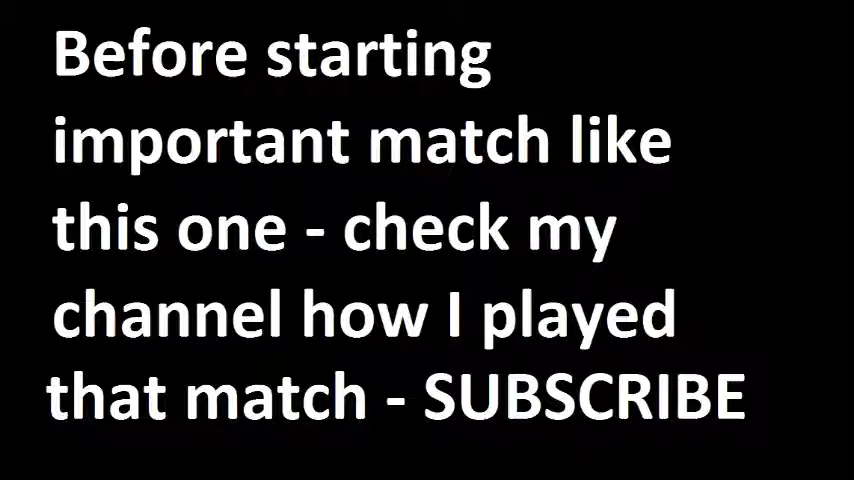 Before starting
important match like
this one - check my
channel how I played
that match - SUBSCRIBE